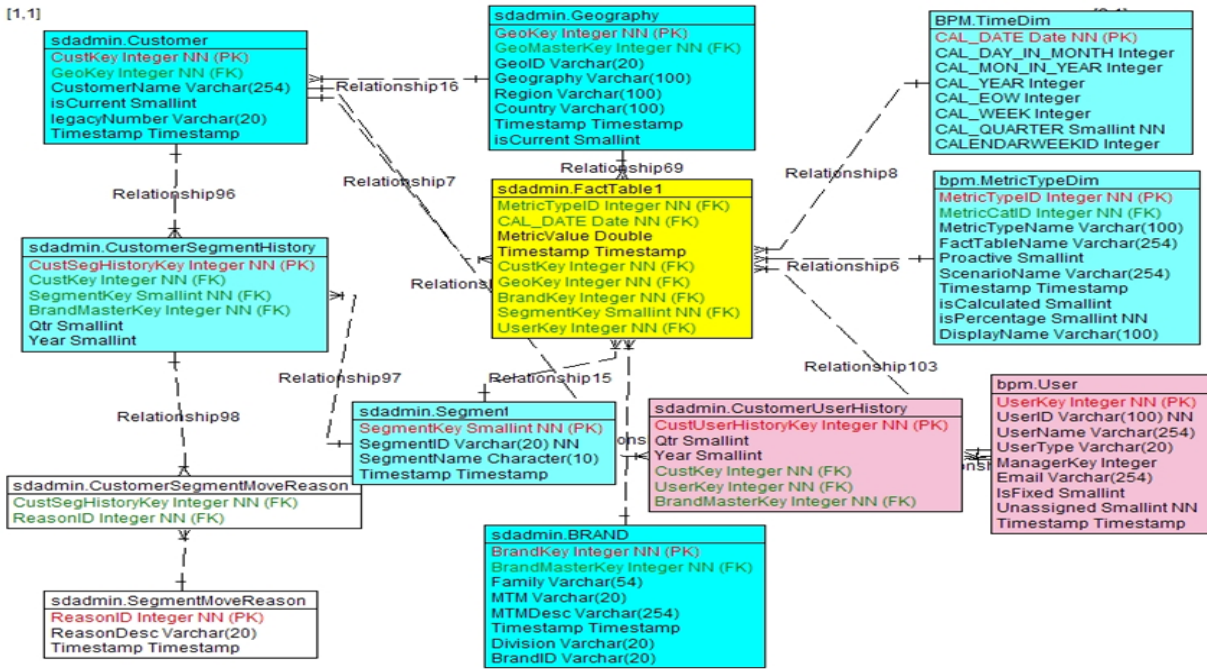 [1,1]
sdadmin.Customer
CustKey Integer NN (PK)
GeoKey Integer NN (FK)
CustomerName Varchar(254)
isCurrent Smallint
legacyNumber Varchar(20)
Timestamp Timestamp
sdadmin.Geography
GeoKey Integer NN (PK)
GeoMasterKey Integer NN (FK)
GeoID Varchar(20)
Geography Varchar(100)
Region Varchar(100)
Country Varchar(100)
Timestamp Timestamp
isCurrent Smallint
BPM.TimeDim
CAL_DATE Date NN (PK)
CAL_DAY_IN_MONTH Integer
CAL_MON_IN_YEAR Integer
CAL_YEAR Integer
CAL_EOW Integer
CAL_WEEK Integer
CAL_QUARTER Smallint NN
CALENDARWEEKID Integer
Relationship16
Relationship96
Relationship7
Relationship69
Relationship8
sdadmin.CustomerSegmentHistory
CustSegHistoryKey Integer NN (PK)
CustKey Integer NN (FK)
SegmentKey Smallint NN (FK)
BrandMasterKey Integer NN (FK)
Qtr Smallint
Year Smallint
sdadmin.FactTable1
MetricTypeID Integer NN (FK)
CAL_DATE Date NN (FK)
MetricValue Double
Timestamp Timestamp
CustKey Integer NN (FK)
GeoKey Integer NN (FK)
BrandKey Integer NN (FK)
SegmentKey Smallint NN (FK)
UserKey Integer NN (FK)
bpm.MetricTypeDim
MetricTypeID Integer NN (PK)
MetricCatID Integer NN (FK)
MetricTypeName Varchar(100)
FactTableName Varchar(254)
Proactive Smallint
ScenarioName Varchar(254)
Timestamp Timestamp
isCalculated Smallint
isPercentage Smallint NN
DisplayName Varchar(100)
Relationship6
Relationship97
Relationship15
Relationship103
Relationship98
sdadmin.Segment
SegmentKey Smallint NN (PK)
SegmentID Varchar(20) NN
SegmentName Character(10)
Timestamp Timestamp
sdadmin.CustomerUserHistory
CustUserHistoryKey Integer NN (PK)
Qtr Smallint
Year Smallint
CustKey Integer NN (FK)
UserKey Integer NN (FK)
BrandMasterKey Integer NN (FK)
bpm.User
UserKey Integer NN (PK)
UserID Varchar(100) NN
UserName Varchar(254)
UserType Varchar(20)
ManagerKey Integer
Email Varchar(254)
IsFixed Smallint
Unassigned Smallint NN
Timestamp Timestamp
sdadmin.CustomerSegmentMoveReason
CustSegHistoryKey Integer NN (FK)
ReasonID Integer NN (FK)
sdadmin.BRAND
BrandKey Integer NN (PK)
BrandMasterKey Integer NN (FK)
Family Varchar(54)
MTM Varchar(20)
MTMDesc Varchar(254)
Timestamp Timestamp
Division Varchar(20)
BrandID Varchar(20)
sdadmin.SegmentMoveReason
ReasonID Integer NN (PK)
ReasonDesc Varchar(20)
Timestamp Timestamp